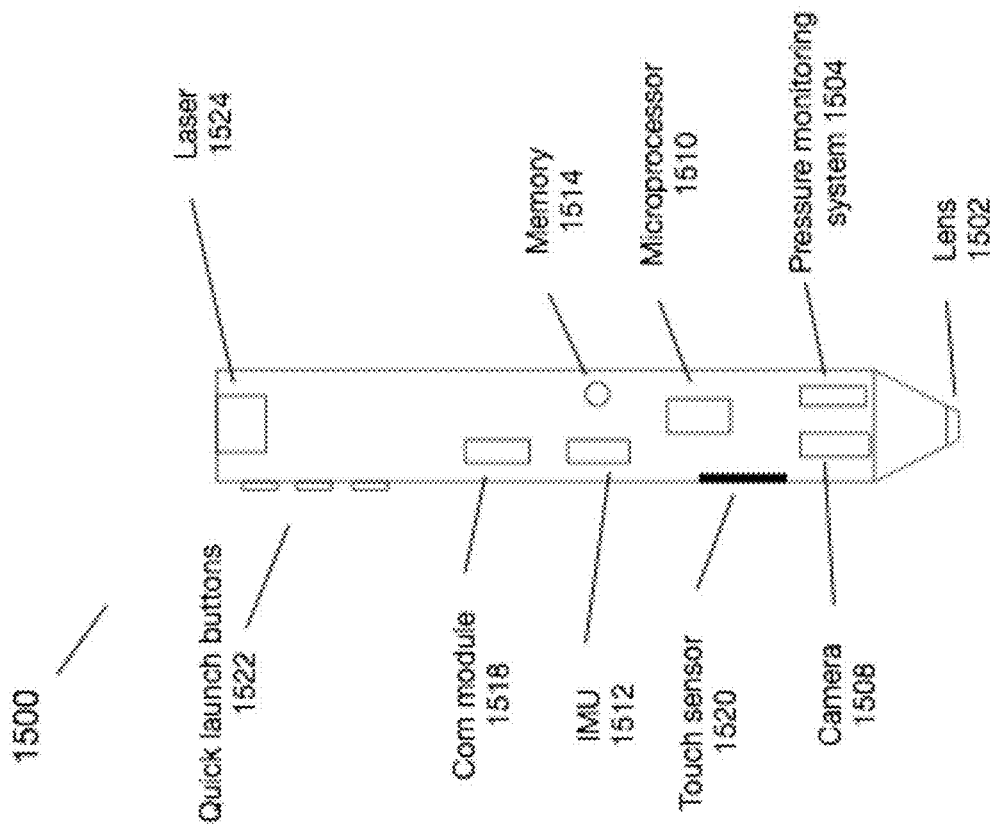 1500
Laser
1524
Quick launch buttons
1522
Com module
1518
Memory
1514
IMU
1512
Microprocessor
1510
Touch sensor
1520
Pressure monitoring
system 1504
Camera
1508
Lens
1502